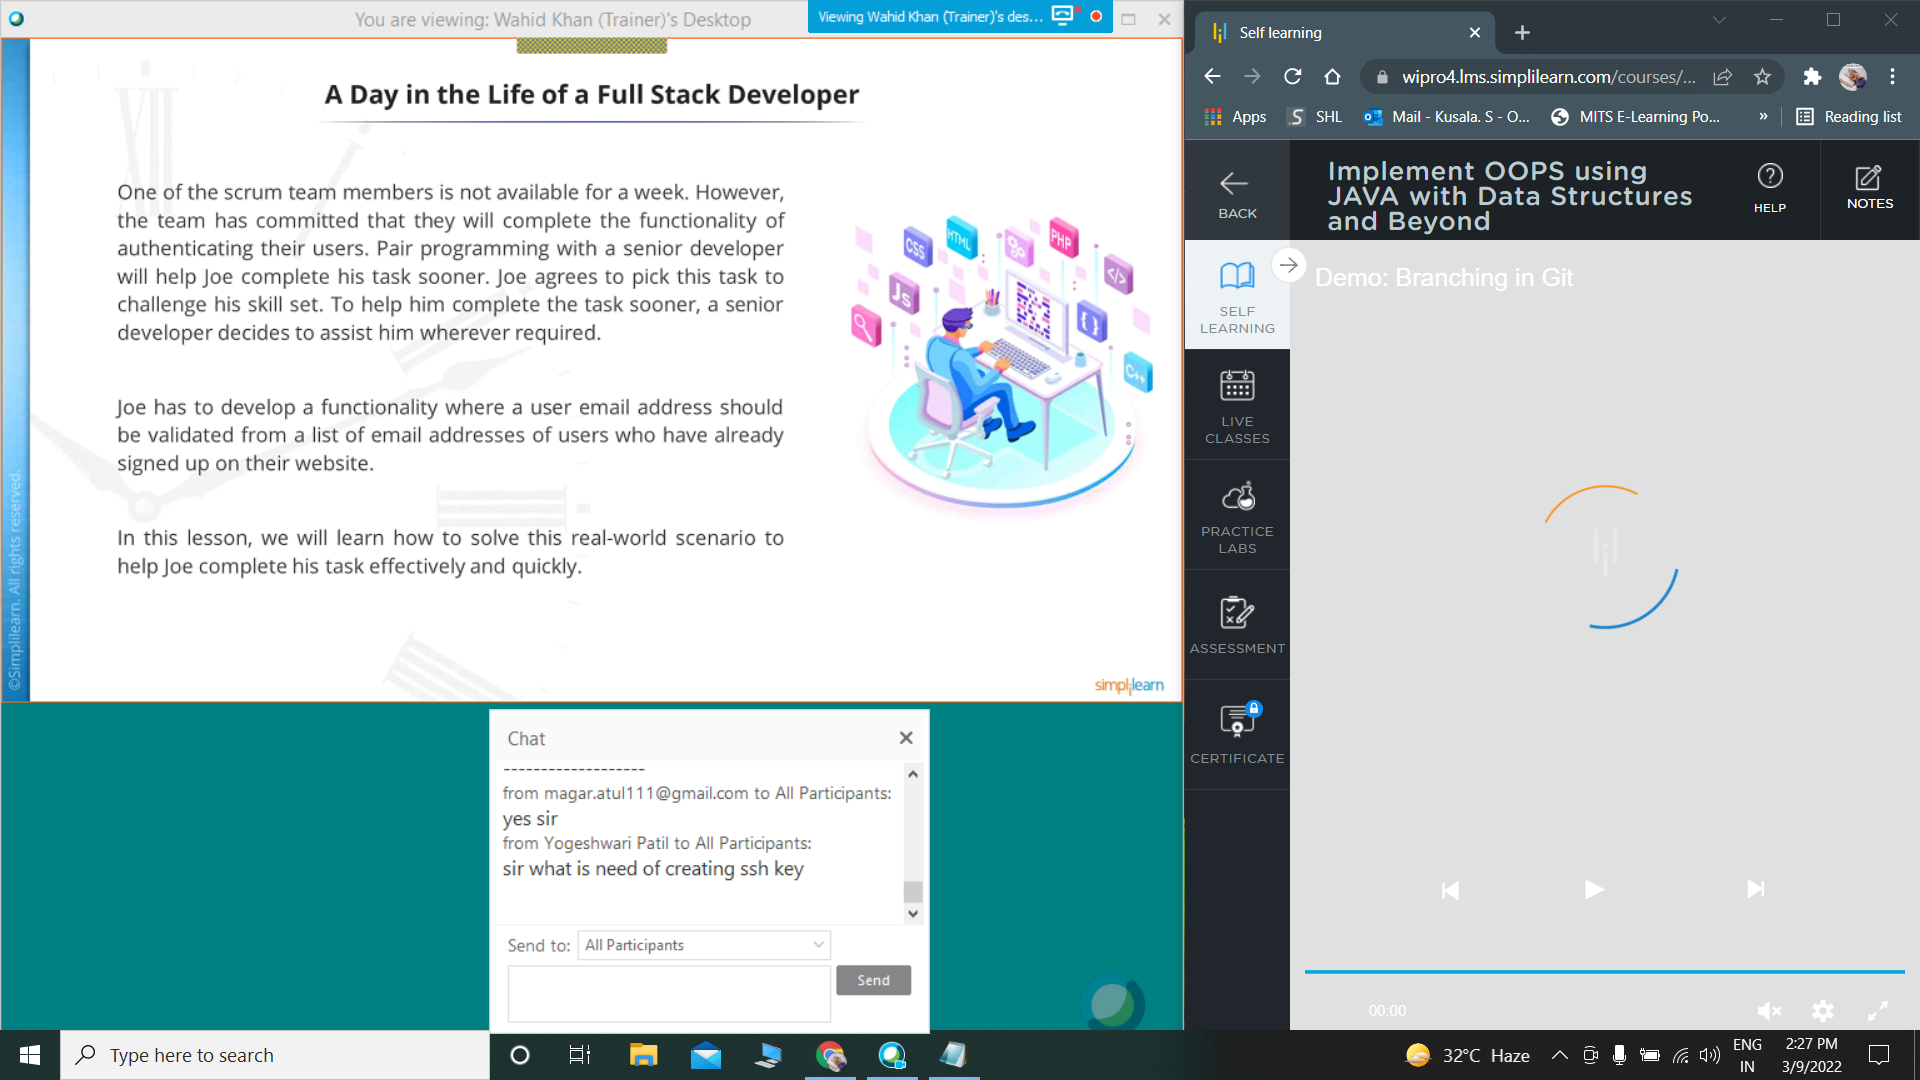 You are viewing: Wahid Khan (Trainer)'s Desktop
Viewing Wahid Khan (Trainer)'s des...
A Day in the Life of a Full Stack Developer
One of the scrum team members is not available for a week. However,
the team has committed that they will complete the functionality of
authenticating their users. Pair programming with a senior developer
will help Joe complete his task sooner. Joe agrees to pick this task to
challenge his skill set. To help him complete the task sooner, a senior
developer decides to assist him wherever required.
Joe has to develop a functionality where a user email address should
be validated from a list of email addresses of users who have already
signed up on their website.
In this lesson, we will learn how to solve this real-world scenario to
help Joe complete his task effectively and quickly.
CSS
HTML
PHP
</>
Js
{ }
C++
©Simplilearn. All rights reserved.
simplilearn
Chat
-------------------
from magar.atul111@gmail.com to All Participants:
yes sir
from Yogeshwari Patil to All Participants:
sir what is need of creating ssh key
Send to:
All Participants
Send
Self learning
wipro4.lms.simplilearn.com/courses/...
Apps
SHL
Mail - Kusala. S - O...
MITS E-Learning Po...
»
Reading list
BACK
Implement OOPS using
JAVA with Data Structures
and Beyond
HELP
NOTES
SELF
LEARNING
Demo: Branching in Git
LIVE
CLASSES
PRACTICE
LABS
ASSESSMENT
CERTIFICATE
00:00
Type here to search
32°C Haze
ENG
IN
2:27 PM
3/9/2022